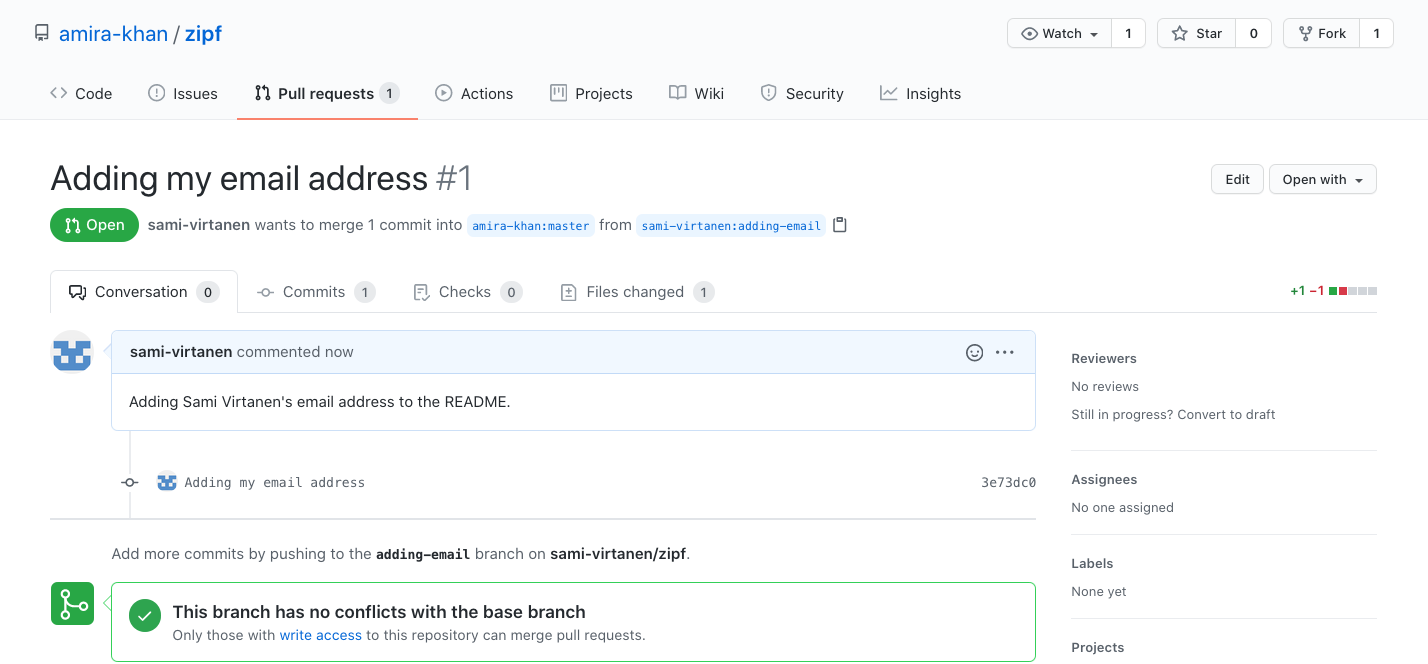 amira-khan / zipf
Watch 1 Star 0 Fork 1
Code Issues Pull requests 1 Actions Projects Wiki Security Insights
Adding my email address #1
Edit Open with
Open sami-virtanen wants to merge 1 commit into amira-khan:master from sami-virtanen:adding-email
Conversation 0 Commits 1 Checks 0 Files changed 1 +1 −1
sami-virtanen commented now
Adding Sami Virtanen's email address to the README.
Adding my email address 3e73dc0
Add more commits by pushing to the adding-email branch on sami-virtanen/zipf.
This branch has no conflicts with the base branch
Only those with write access to this repository can merge pull requests.
Reviewers
No reviews
Still in progress? Convert to draft
Assignees
No one assigned
Labels
None yet
Projects